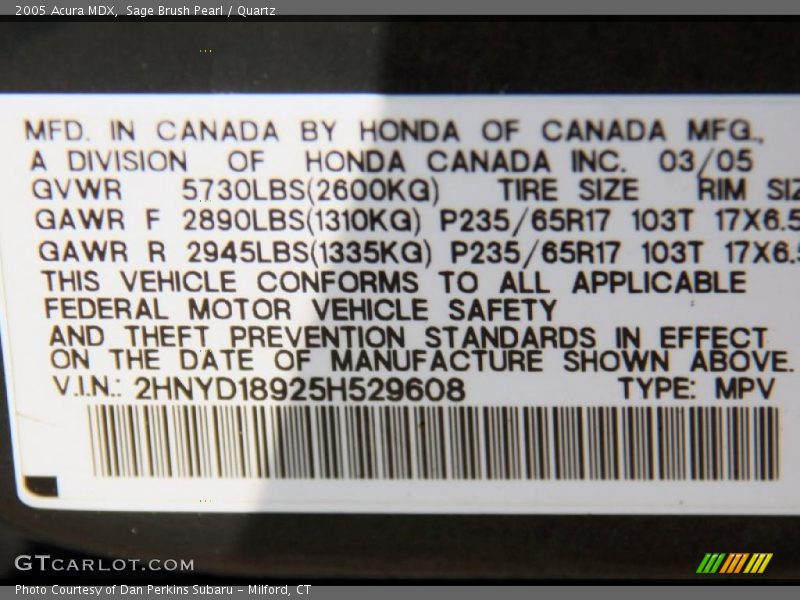 2005 Acura MDX, Sage Brush Pearl / Quartz
MFD. IN CANADA BY HONDA OF CANADA MFG.,
A DIVISION OF HONDA CANADA INC. 03/05
GVWR 5730LBS(2600KG) TIRE SIZE RIM SIZ
GAWR F 2890LBS(1310KG) P235/65R17 103T 17X6.5
GAWR R 2945LBS(1335KG) P235/65R17 103T 17X6.5
THIS VEHICLE CONFORMS TO ALL APPLICABLE
FEDERAL MOTOR VEHICLE SAFETY
AND THEFT PREVENTION STANDARDS IN EFFECT
ON THE DATE OF MANUFACTURE SHOWN ABOVE.
V.I.N.: 2HNYD18925H529608 TYPE: MPV
GTCARLOT.COM
Photo Courtesy of Dan Perkins Subaru - Milford, CT